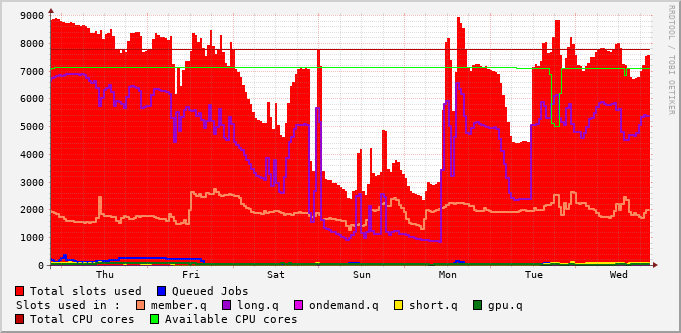 9000
8000
7000
6000
5000
4000
3000
2000
1000
0
Thu Fri Sat Sun Mon Tue Wed
RRDTOOL / TOBI OETIKER
Total slots used Queued Jobs
Slots used in : member.q long.q ondemand.q short.q gpu.q
Total CPU cores Available CPU cores